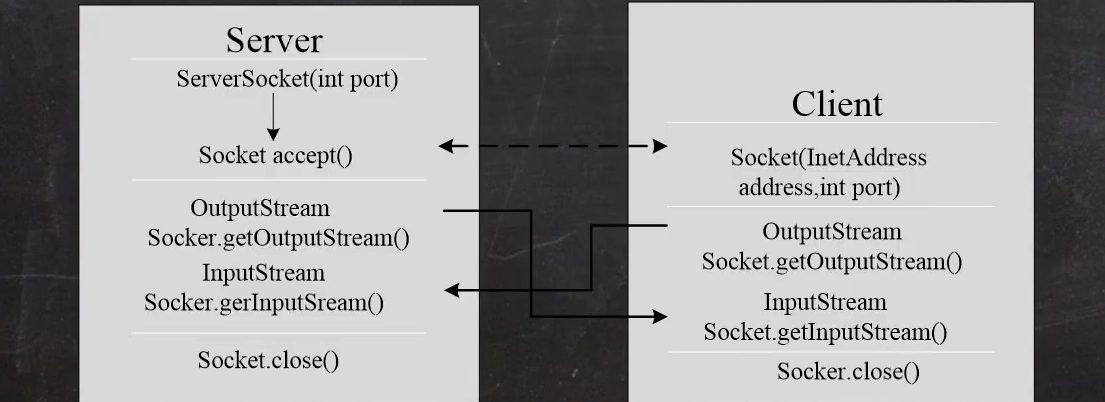 Server
ServerSocket(int port)
Socket accept()
OutputStream
Socker.getOutputStream()
InputStream
Socker.gerInputSream()
Socket.close()
Client
Socket(InetAddress
address,int port)
OutputStream
Socket.getOutputStream()
InputStream
Socket.getInputStream()
Socker.close()